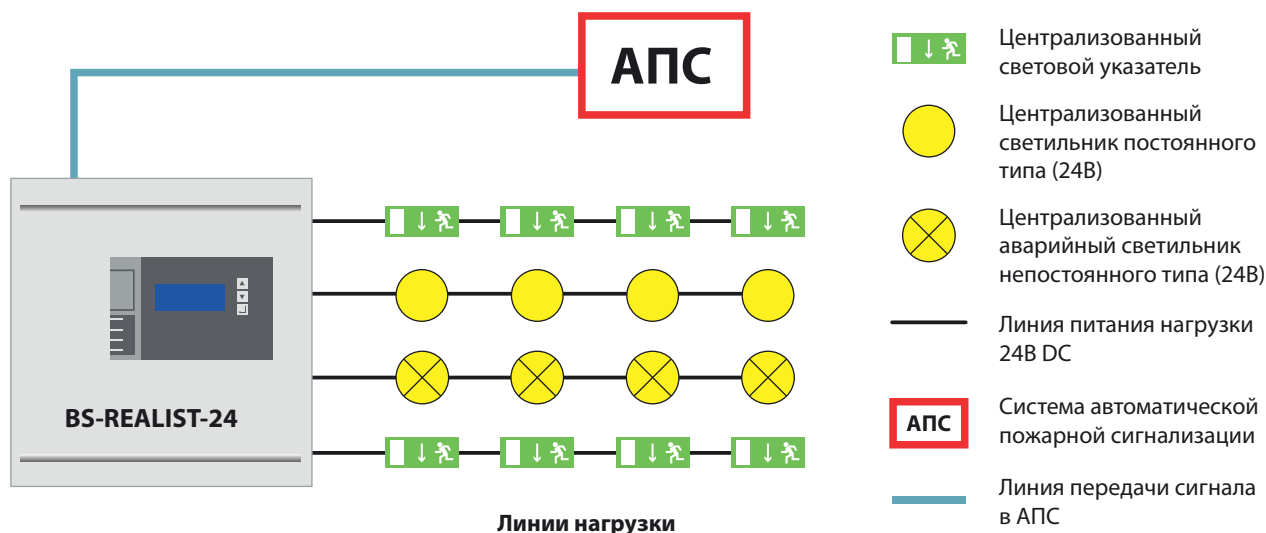 АПС
BS-REALIST-24
Линии нагрузки
Централизованный
световой указатель
Централизованный
светильник постоянного
типа (24В)
Централизованный
аварийный светильник
непостоянного типа (24В)
Линия питания нагрузки
24В DC
АПС
Система автоматической
пожарной сигнализации
Линия передачи сигнала
в АПС